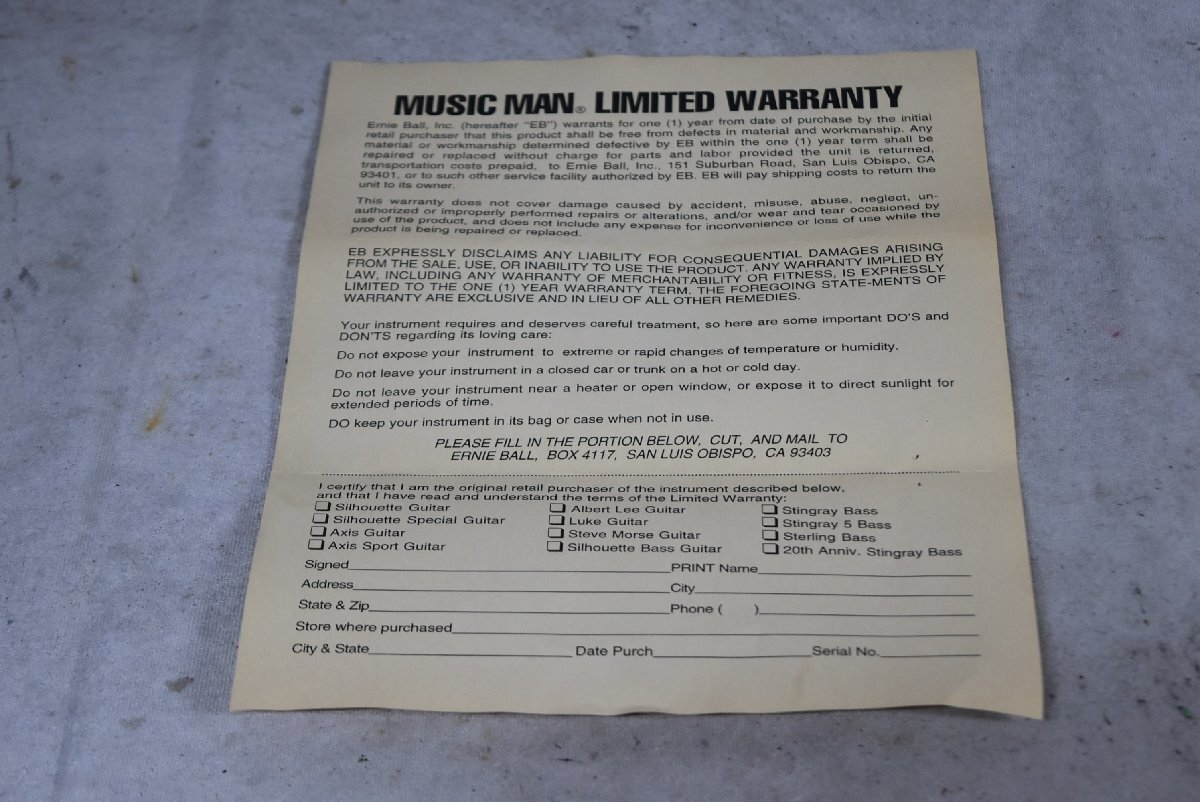 MUSIC MAN® LIMITED WARRANTY
Ernie Ball, Inc. (hereafter "EB") warrants for one (1) year from date of purchase by the initial
retail purchaser that this product shall be free from defects in material and workmanship. Any
material or workmanship determined defective by EB within the one (1) year term shall be
repaired or replaced without charge for parts and labor provided the unit is returned,
transportation costs prepaid, to Ernie Ball, Inc., 151 Suburban Road, San Luis Obispo, CA
93401, or to such other service facility authorized by EB. EB will pay shipping costs to return the
unit to its owner.
This warranty does not cover damage caused by accident, misuse, abuse, neglect, un-
authorized or improperly performed repairs or alterations, and/or wear and tear occasioned by
use of the product, and does not include any expense for inconvenience or loss of use while the
product is being repaired or replaced.
EB EXPRESSLY DISCLAIMS ANY LIABILITY FOR CONSEQUENTIAL DAMAGES ARISING
FROM THE SALE, USE, OR INABILITY TO USE THE PRODUCT. ANY WARRANTY IMPLIED BY
LAW, INCLUDING ANY WARRANTY OF MERCHANTABILITY OR FITNESS, IS EXPRESSLY
LIMITED TO THE ONE (1) YEAR WARRANTY TERM. THE FOREGOING STATE-MENTS OF
WARRANTY ARE EXCLUSIVE AND IN LIEU OF ALL OTHER REMEDIES.
Your instrument requires and deserves careful treatment, so here are some important DO'S and
DON'TS regarding its loving care:
Do not expose your instrument to extreme or rapid changes of temperature or humidity.
Do not leave your instrument in a closed car or trunk on a hot or cold day.
Do not leave your instrument near a heater or open window, or expose it to direct sunlight for
extended periods of time.
DO keep your instrument in its bag or case when not in use.
PLEASE FILL IN THE PORTION BELOW, CUT, AND MAIL TO
ERNIE BALL, BOX 4117, SAN LUIS OBISPO, CA 93403
I certify that I am the original retail purchaser of the instrument described below,
and that I have read and understand the terms of the Limited Warranty:
Silhouette Guitar Albert Lee Guitar Stingray Bass
Silhouette Special Guitar Luke Guitar Stingray 5 Bass
Axis Guitar Steve Morse Guitar Sterling Bass
Axis Sport Guitar Silhouette Bass Guitar 20th Anniv. Stingray Bass
Signed PRINT Name
Address City
State & Zip Phone ( )
Store where purchased
City & State Date Purch Serial No.